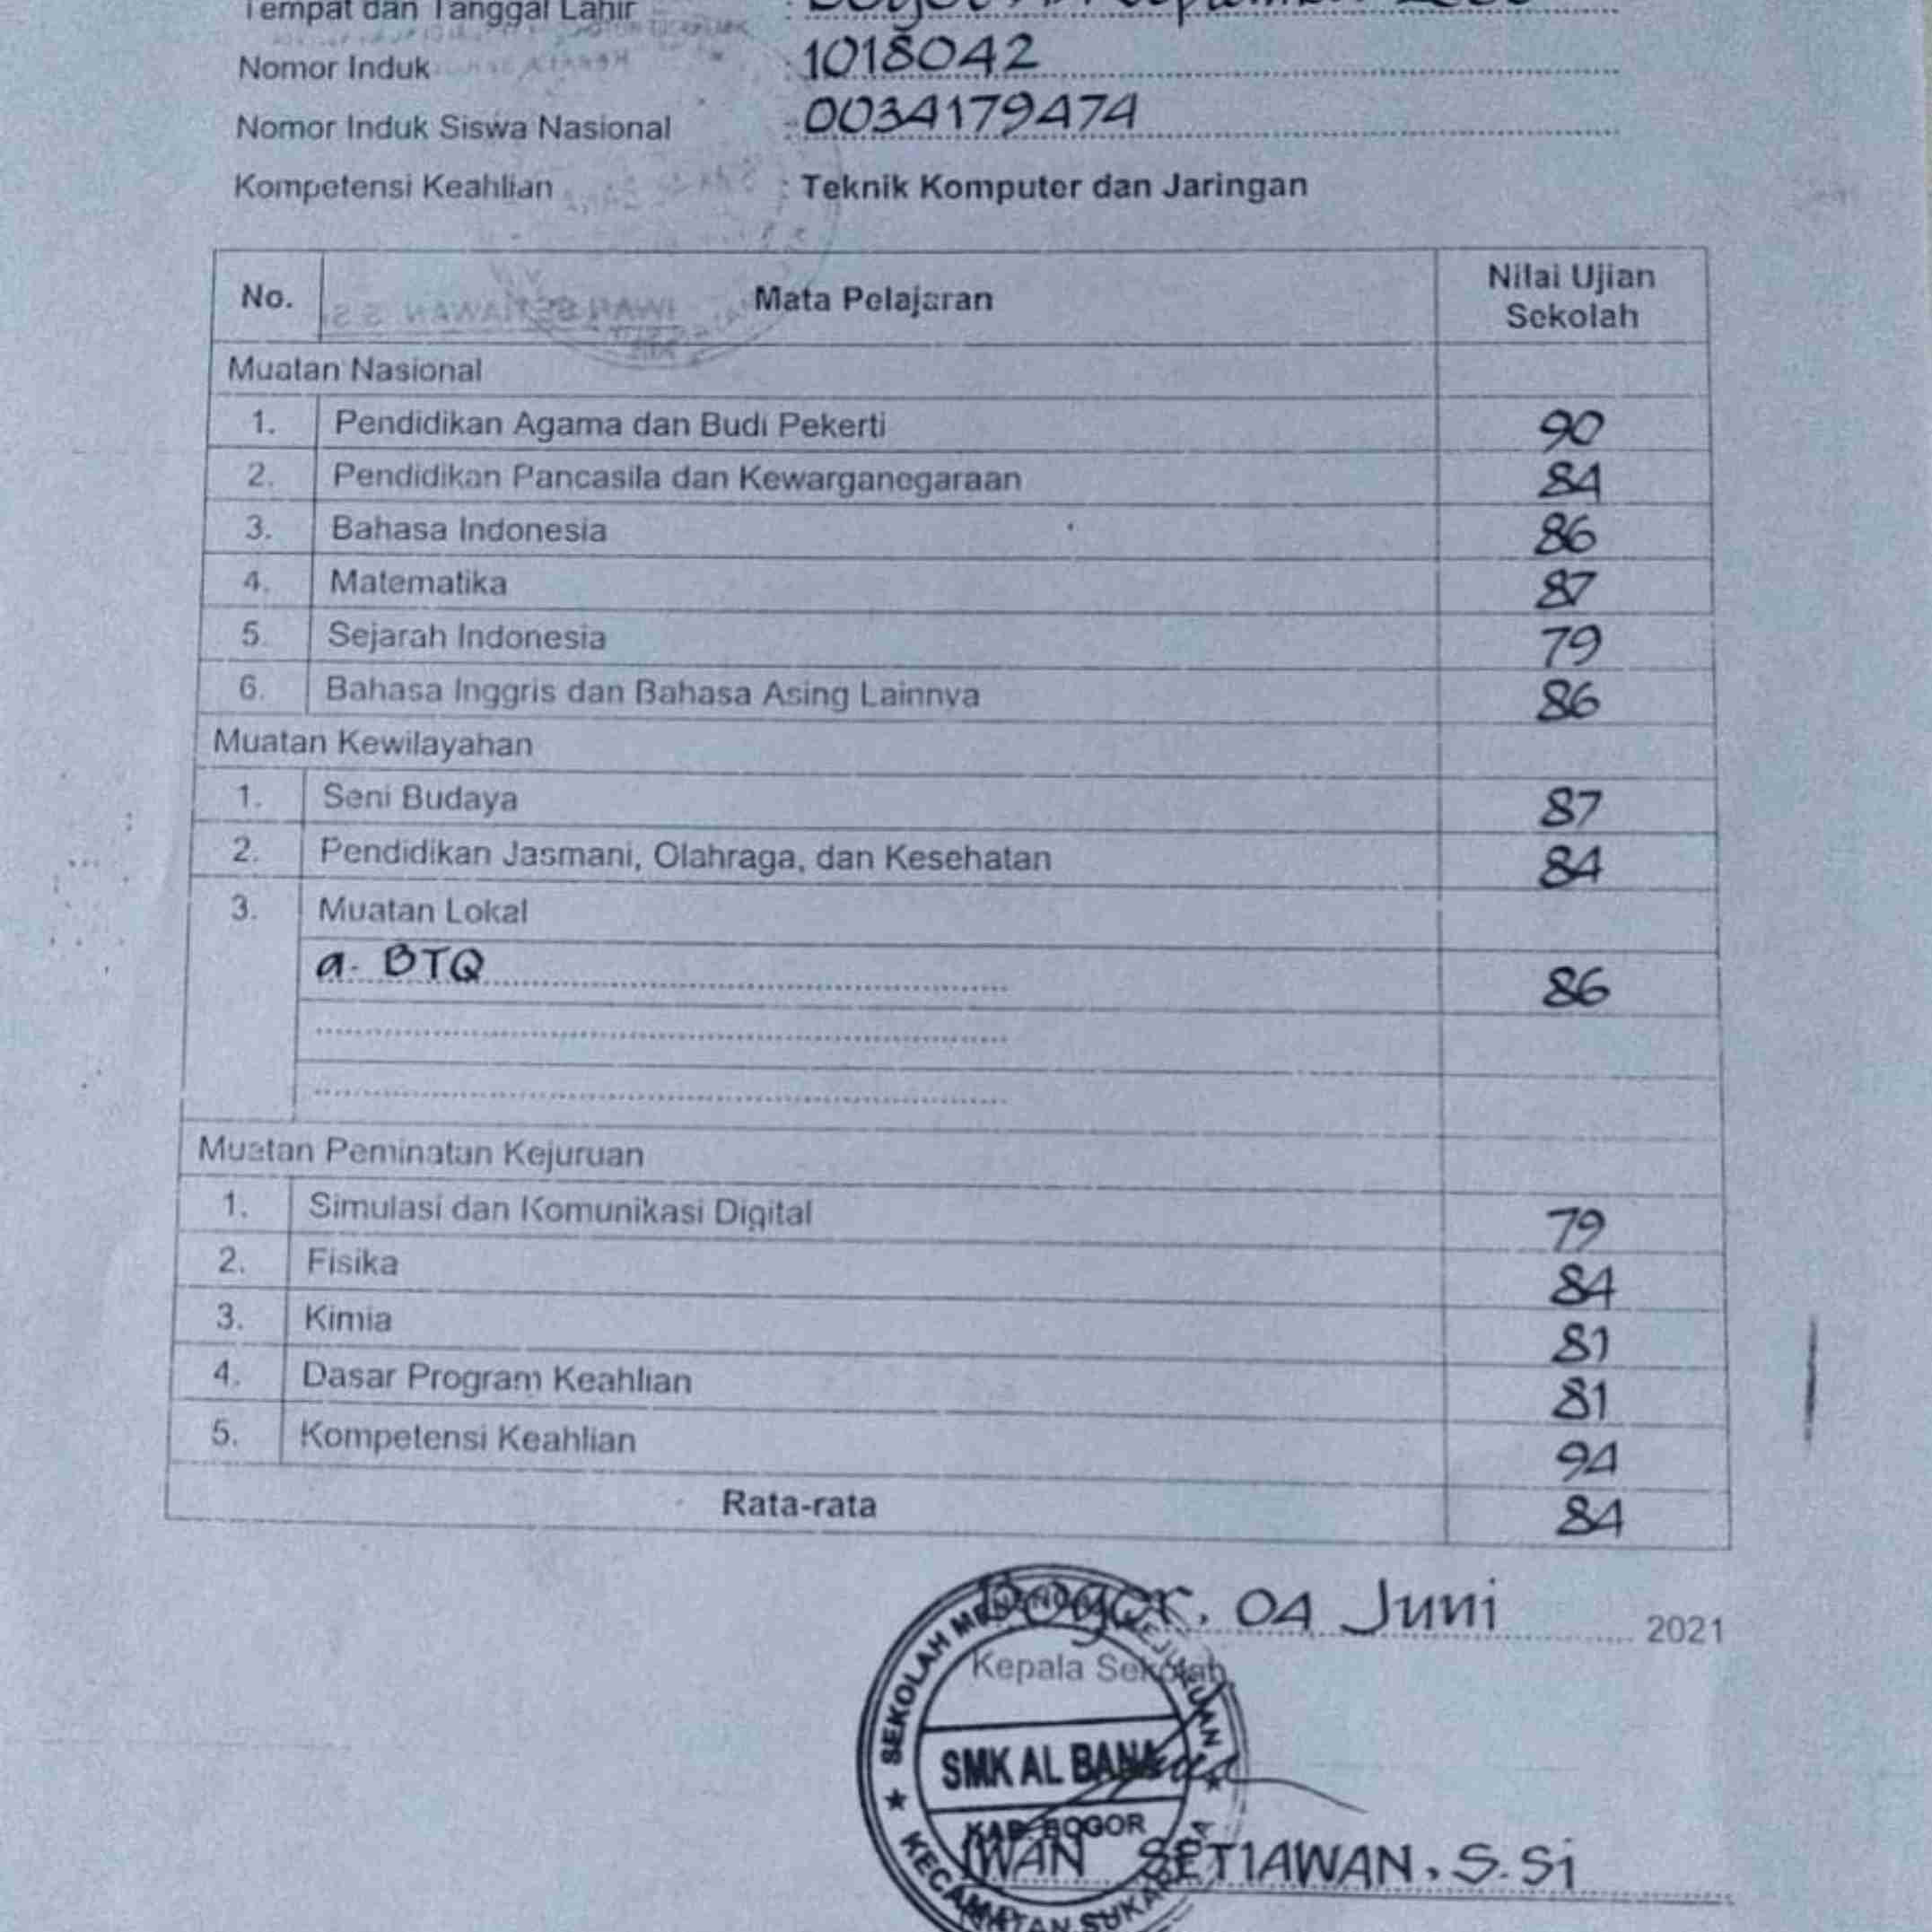 Tempat dan Tanggal Lahir :
Nomor Induk : 1018042
Nomor Induk Siswa Nasional : 0034179474
Kompetensi Keahlian : Teknik Komputer dan Jaringan
No. Mata Pelajaran Nilai Ujian Sekolah
Muatan Nasional
1. Pendidikan Agama dan Budi Pekerti 90
2. Pendidikan Pancasila dan Kewarganegaraan 84
3. Bahasa Indonesia 86
4. Matematika 87
5. Sejarah Indonesia 79
6. Bahasa Inggris dan Bahasa Asing Lainnya 86
Muatan Kewilayahan
1. Seni Budaya 87
2. Pendidikan Jasmani, Olahraga, dan Kesehatan 84
3. Muatan Lokal
a. BTQ 86
Muatan Peminatan Kejuruan
1. Simulasi dan Komunikasi Digital 79
2. Fisika 84
3. Kimia 81
4. Dasar Program Keahlian 81
5. Kompetensi Keahlian 94
Rata-rata 84
Bogor, 04 Juni 2021
Kepala Sekolah
SEKOLAH MENENGAH KEJURUAN
SMK AL BANA
KAB. BOGOR
KECAMATAN SUKARAJA
IWAN SETIAWAN, S.Si